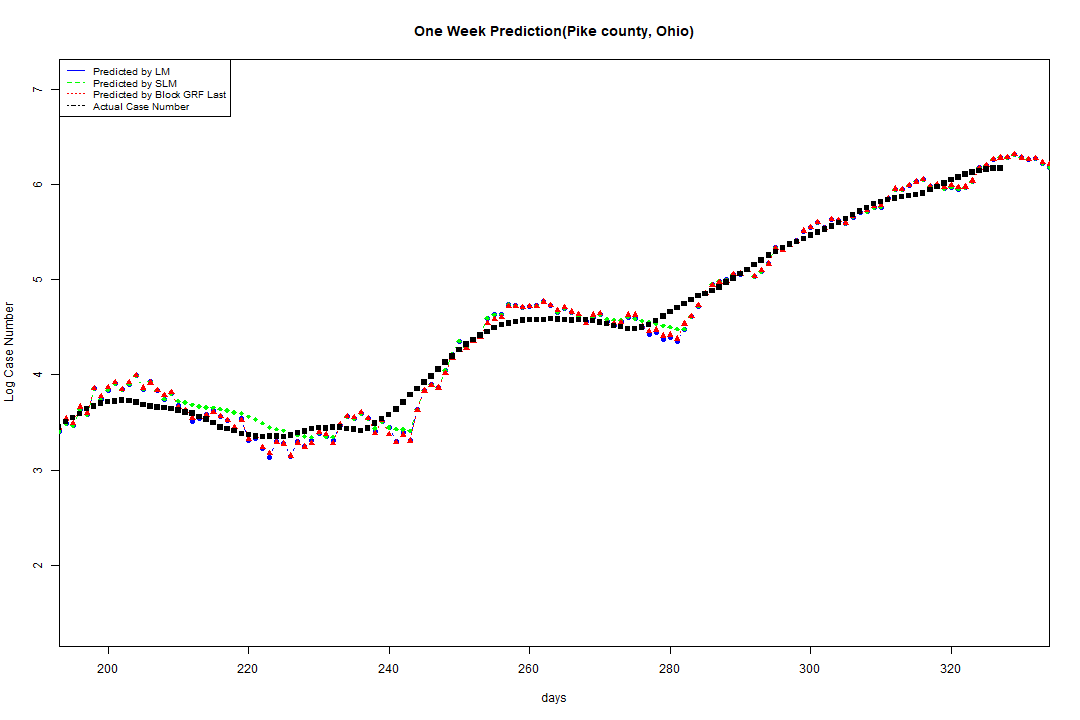 One Week Prediction(Pike county, Ohio)
Predicted by LM
Predicted by SLM
Predicted by Block GRF Last
Actual Case Number
7
6
5
4
3
2
Log Case Number
200 220 240 260 280 300 320
days